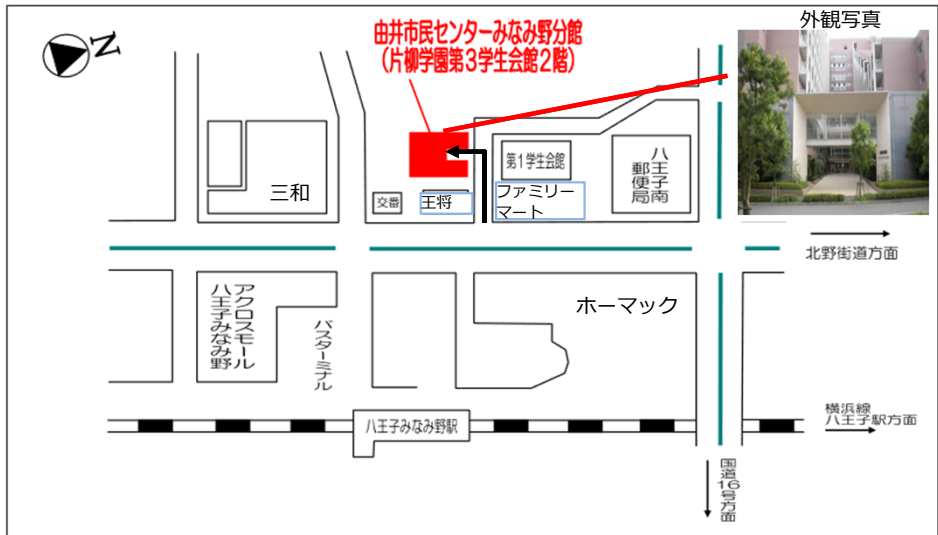 外観写真
N
由井市民センターみなみ野分館
(片柳学園第3学生会館2階)
三和
交番
王将
第1学生会館
ファミリー
マート
八王子南
郵便局
北野街道方面
アクロスモール
八王子みなみ野
バスターミナル
ホーマック
八王子みなみ野駅
横浜線
八王子駅方面
国道16号方面